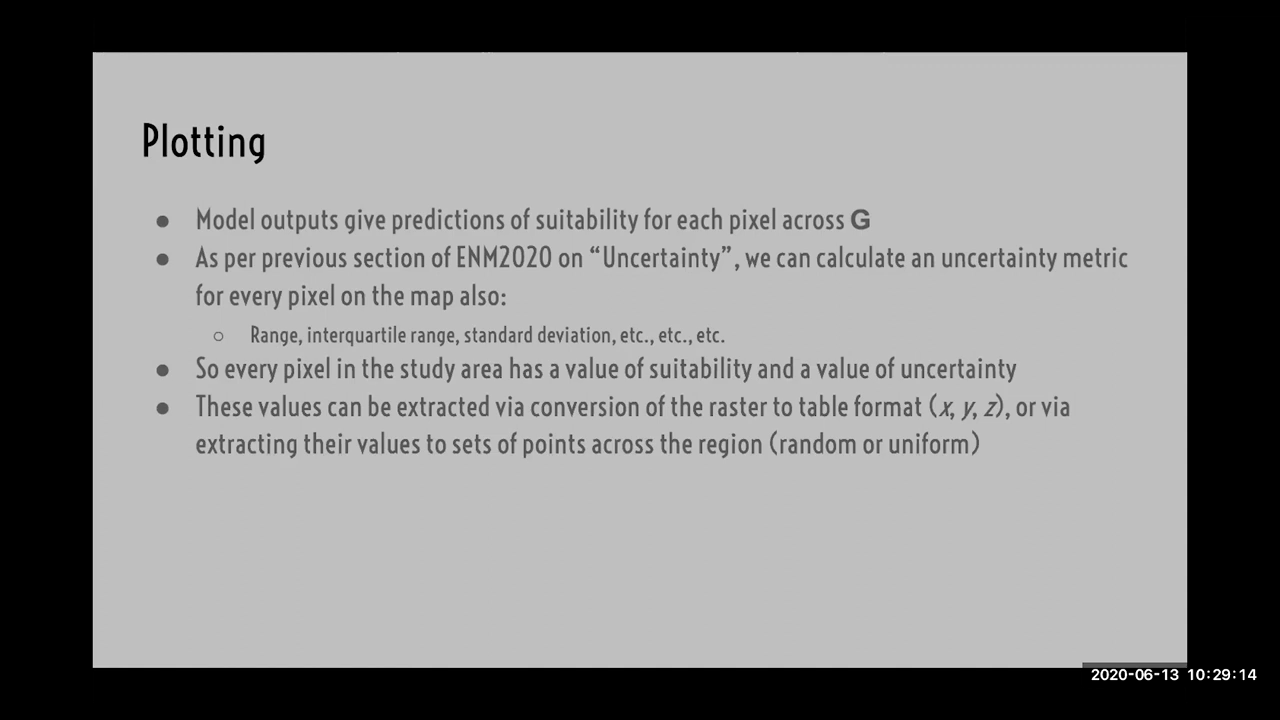 Plotting
● Model outputs give predictions of suitability for each pixel across G
● As per previous section of ENM2020 on “Uncertainty”, we can calculate an uncertainty metric
for every pixel on the map also:
○ Range, interquartile range, standard deviation, etc., etc., etc.
● So every pixel in the study area has a value of suitability and a value of uncertainty
● These values can be extracted via conversion of the raster to table format (x, y, z), or via
extracting their values to sets of points across the region (random or uniform)
2020-06-13 10:29:14